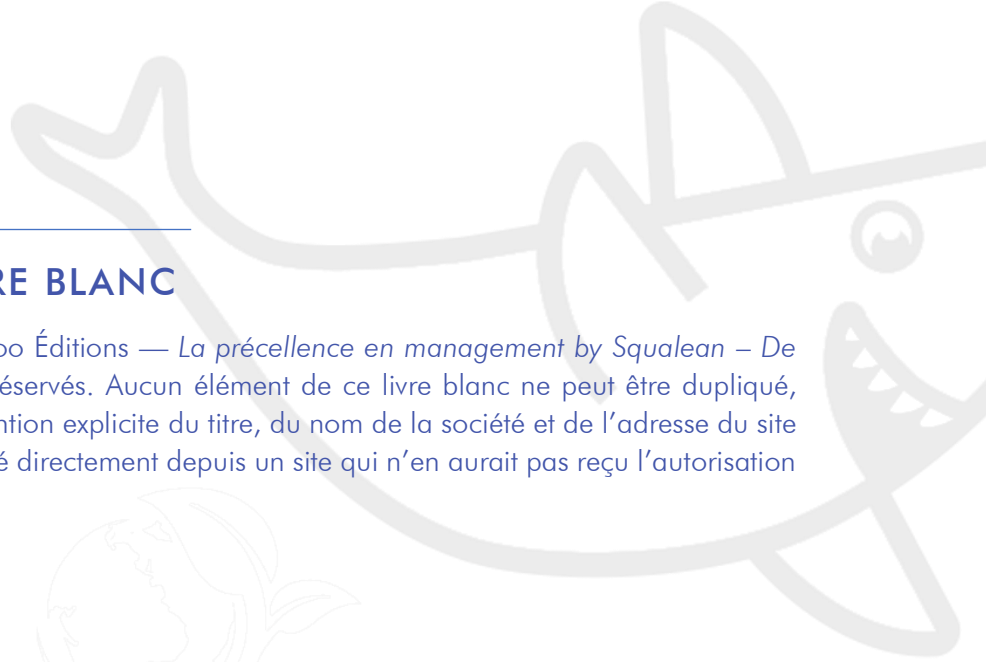 RE BLANC
oo Éditions — La précellence en management by Squalean – De
éservés. Aucun élément de ce livre blanc ne peut être dupliqué,
ntion explicite du titre, du nom de la société et de l’adresse du site
é directement depuis un site qui n’en aurait pas reçu l’autorisation